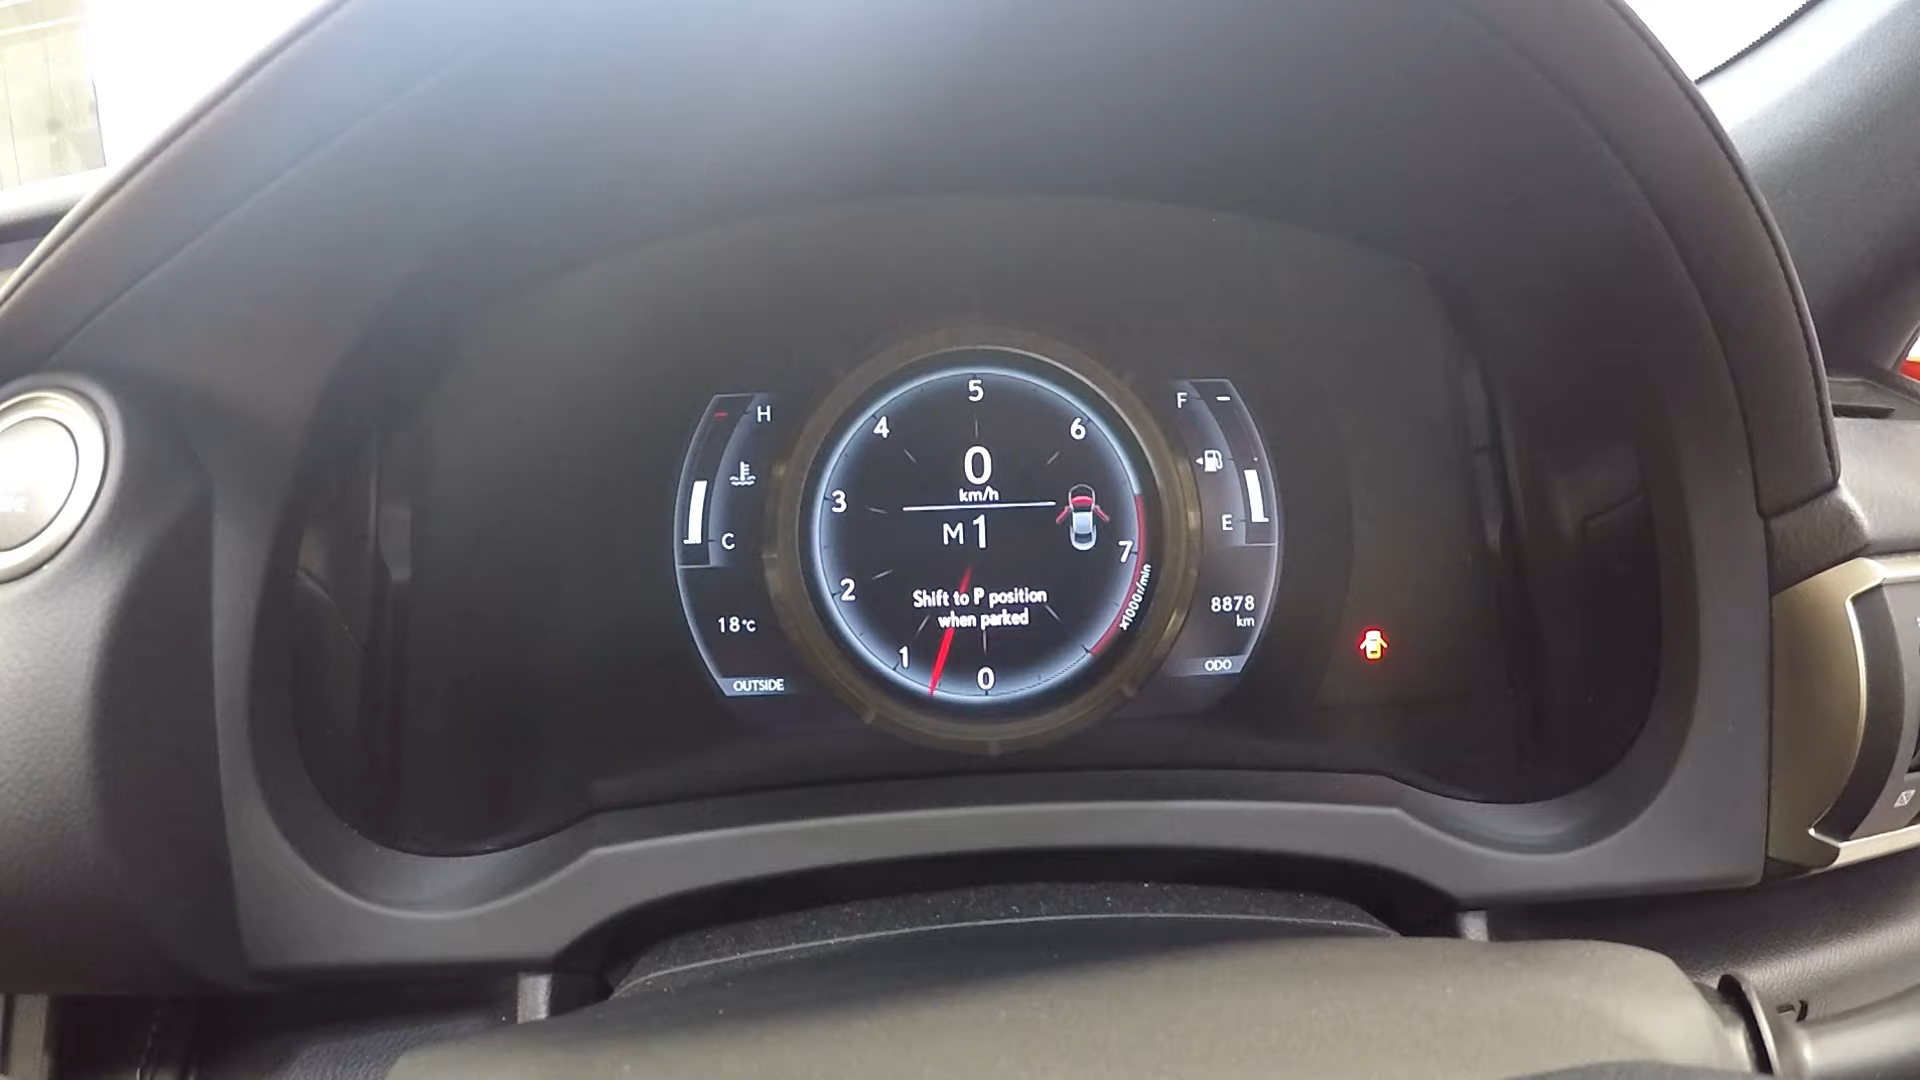 H
C
18°C
OUTSIDE
5
4
6
3
7
2
1
0
x1000r/min
0
km/h
M 1
Shift to P position
when parked
F
E
8878
km
ODO